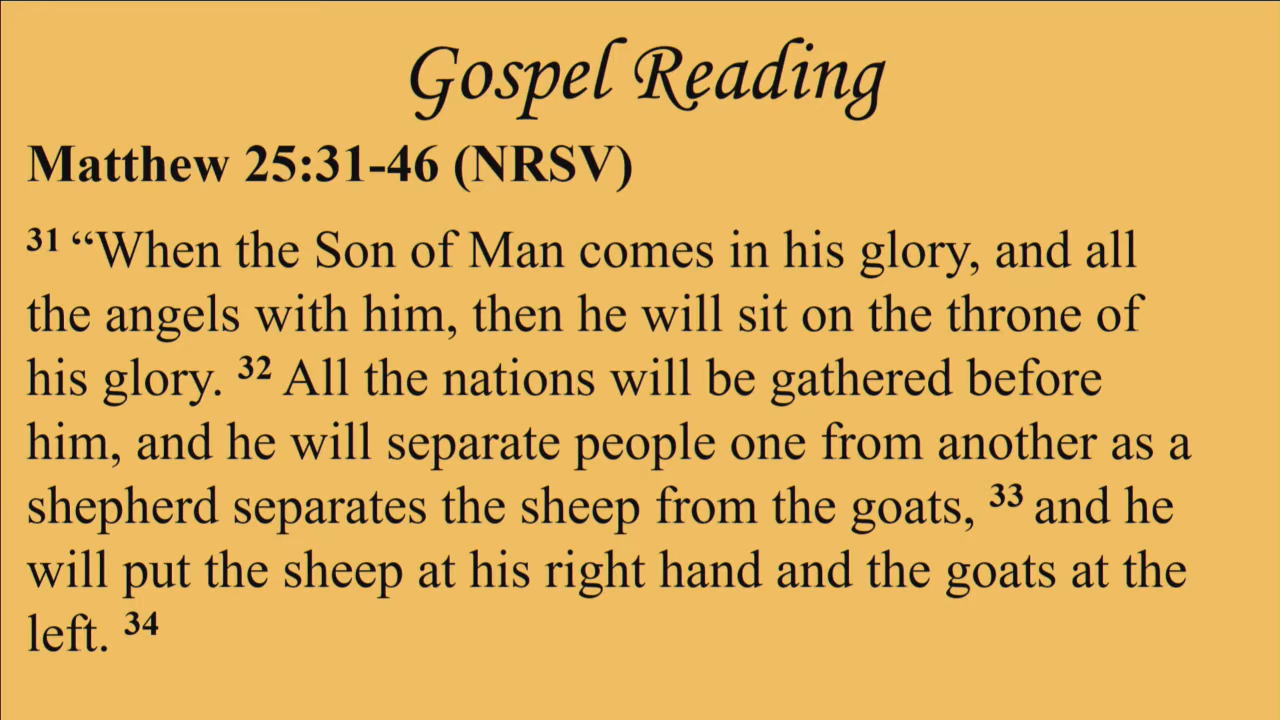 Gospel Reading
Matthew 25:31-46 (NRSV)
31 “When the Son of Man comes in his glory, and all
the angels with him, then he will sit on the throne of
his glory. 32 All the nations will be gathered before
him, and he will separate people one from another as a
shepherd separates the sheep from the goats, 33 and he
will put the sheep at his right hand and the goats at the
left. 34